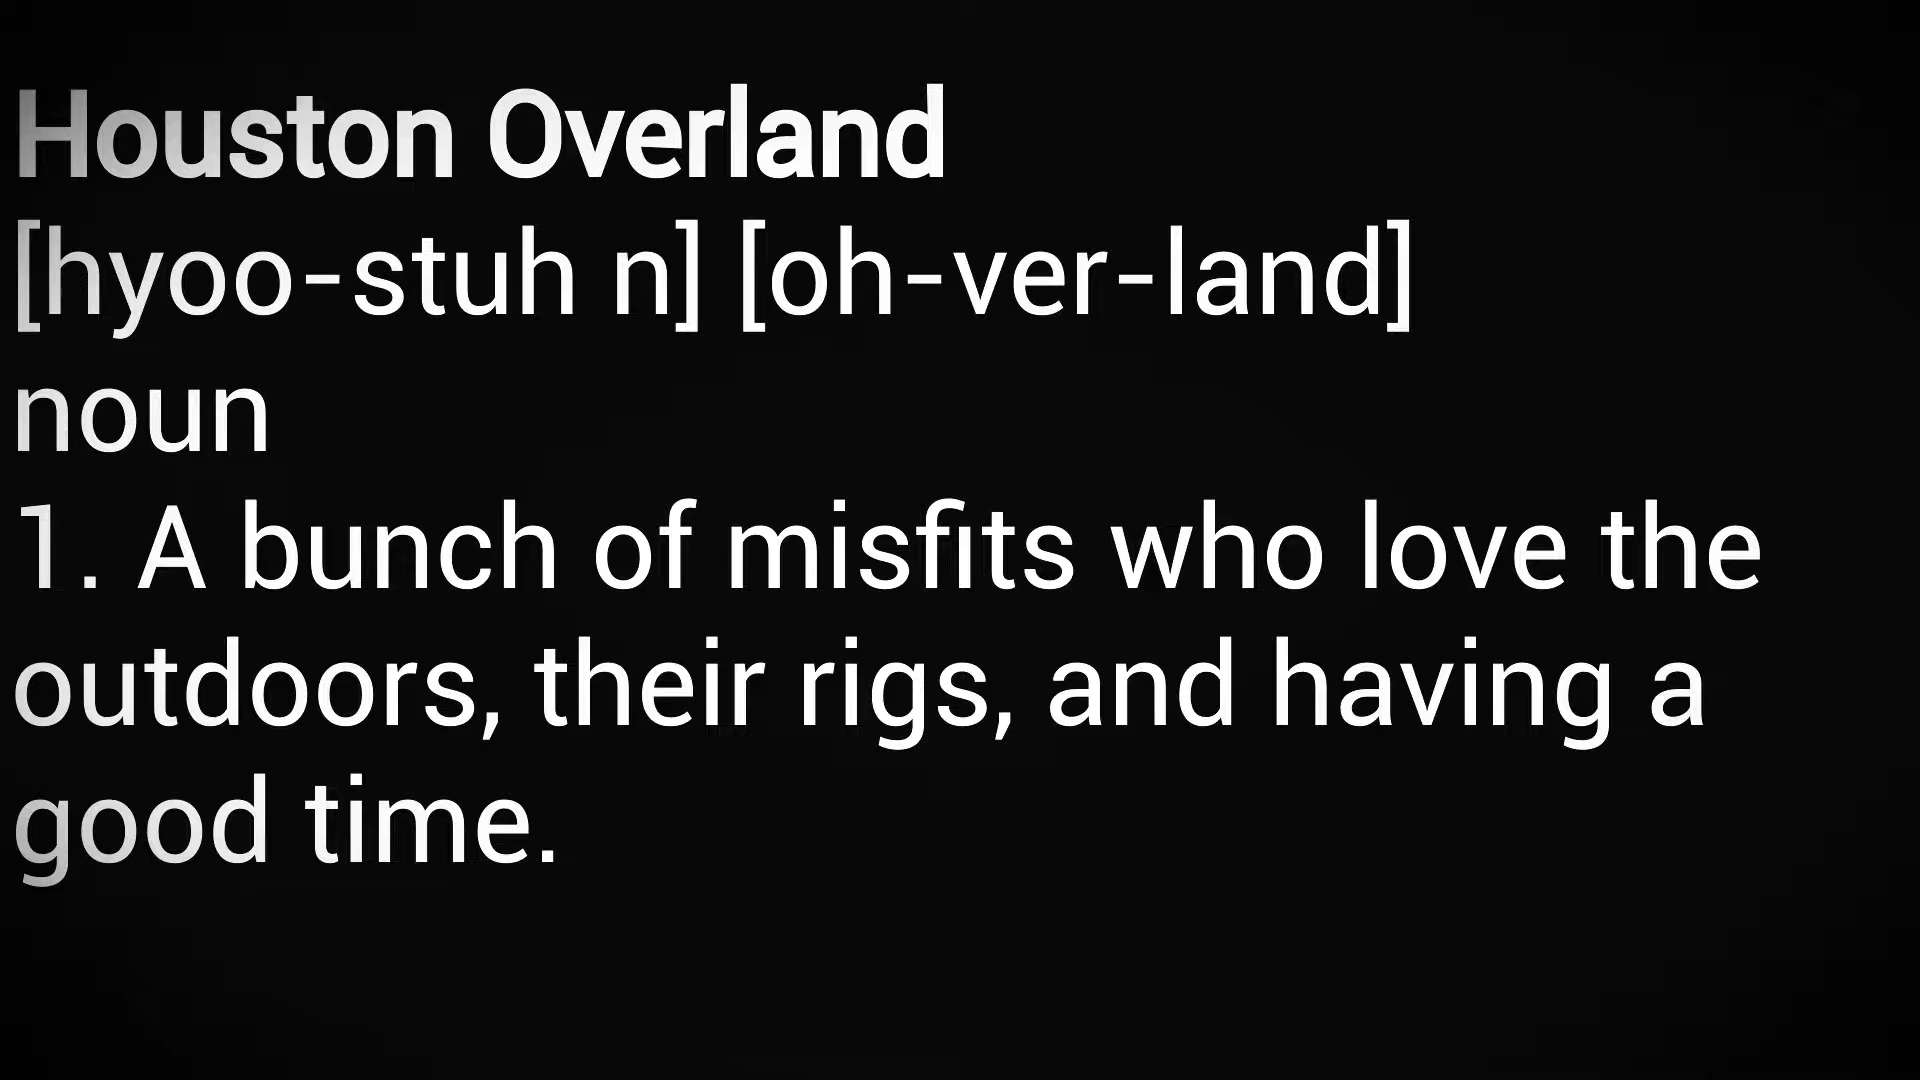 Houston Overland
[hyoo-stuh n] [oh-ver-land]
noun
1. A bunch of misfits who love the
outdoors, their rigs, and having a
good time.